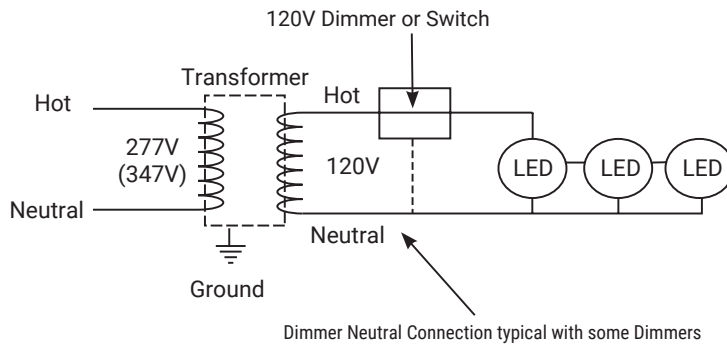 120V Dimmer or Switch
Transformer
Hot
Hot
277V
(347V)
120V
LED
LED
LED
Neutral
Neutral
Ground
Dimmer Neutral Connection typical with some Dimmers